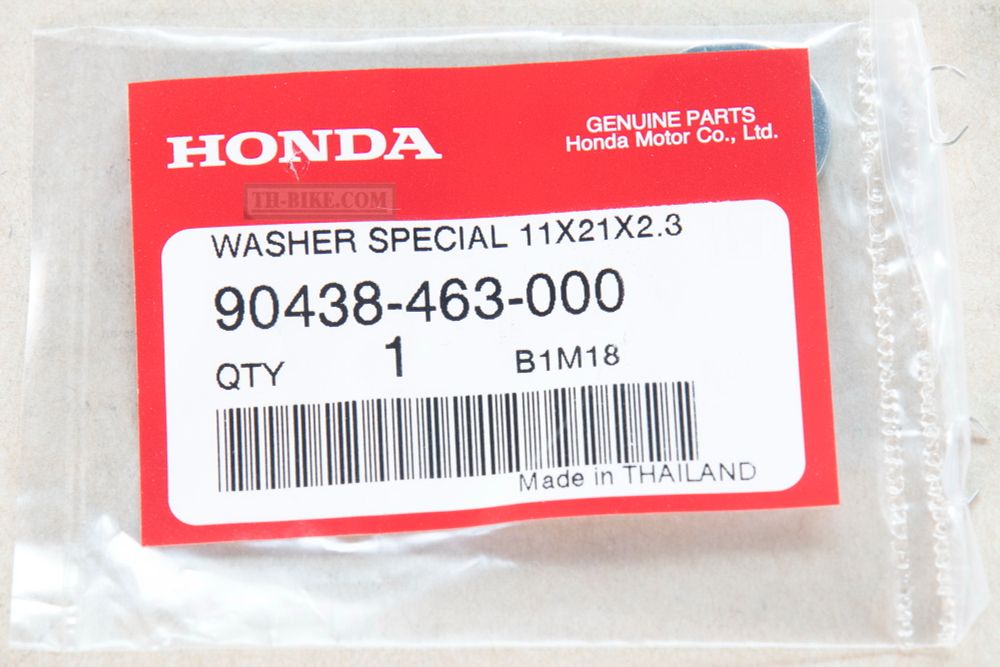 HONDA
GENUINE PARTS
Honda Motor Co., Ltd.
TH-BIKE.COM
WASHER SPECIAL 11X21X2.3
90438-463-000
QTY 1 B1M18
Made in THAILAND